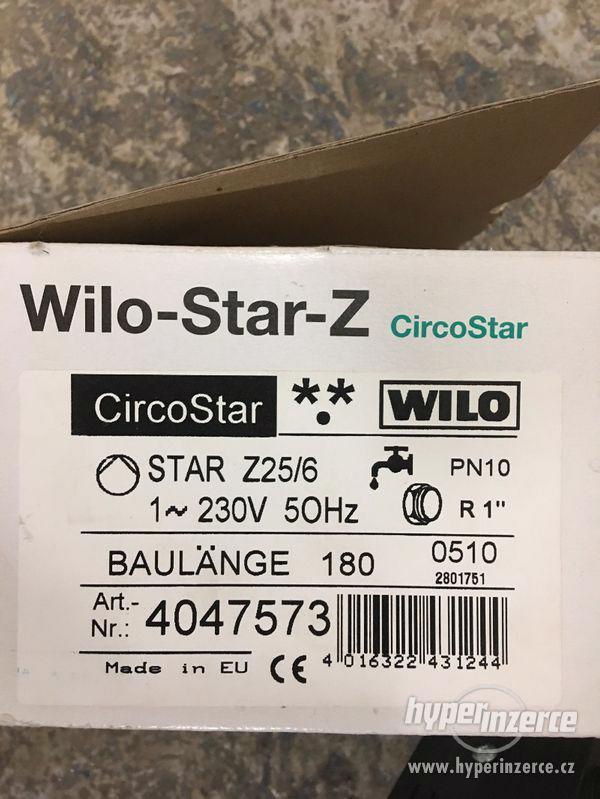 Wilo-Star-Z CircoStar
CircoStar *.* WILO
STAR Z25/6 PN10
1~ 230V 50Hz R 1"
BAULÄNGE 180 0510
2801751
Art.-
Nr.: 4047573
Made in EU CE 4 016322 431244
hyperinzerce
www.hyperinzerce.cz